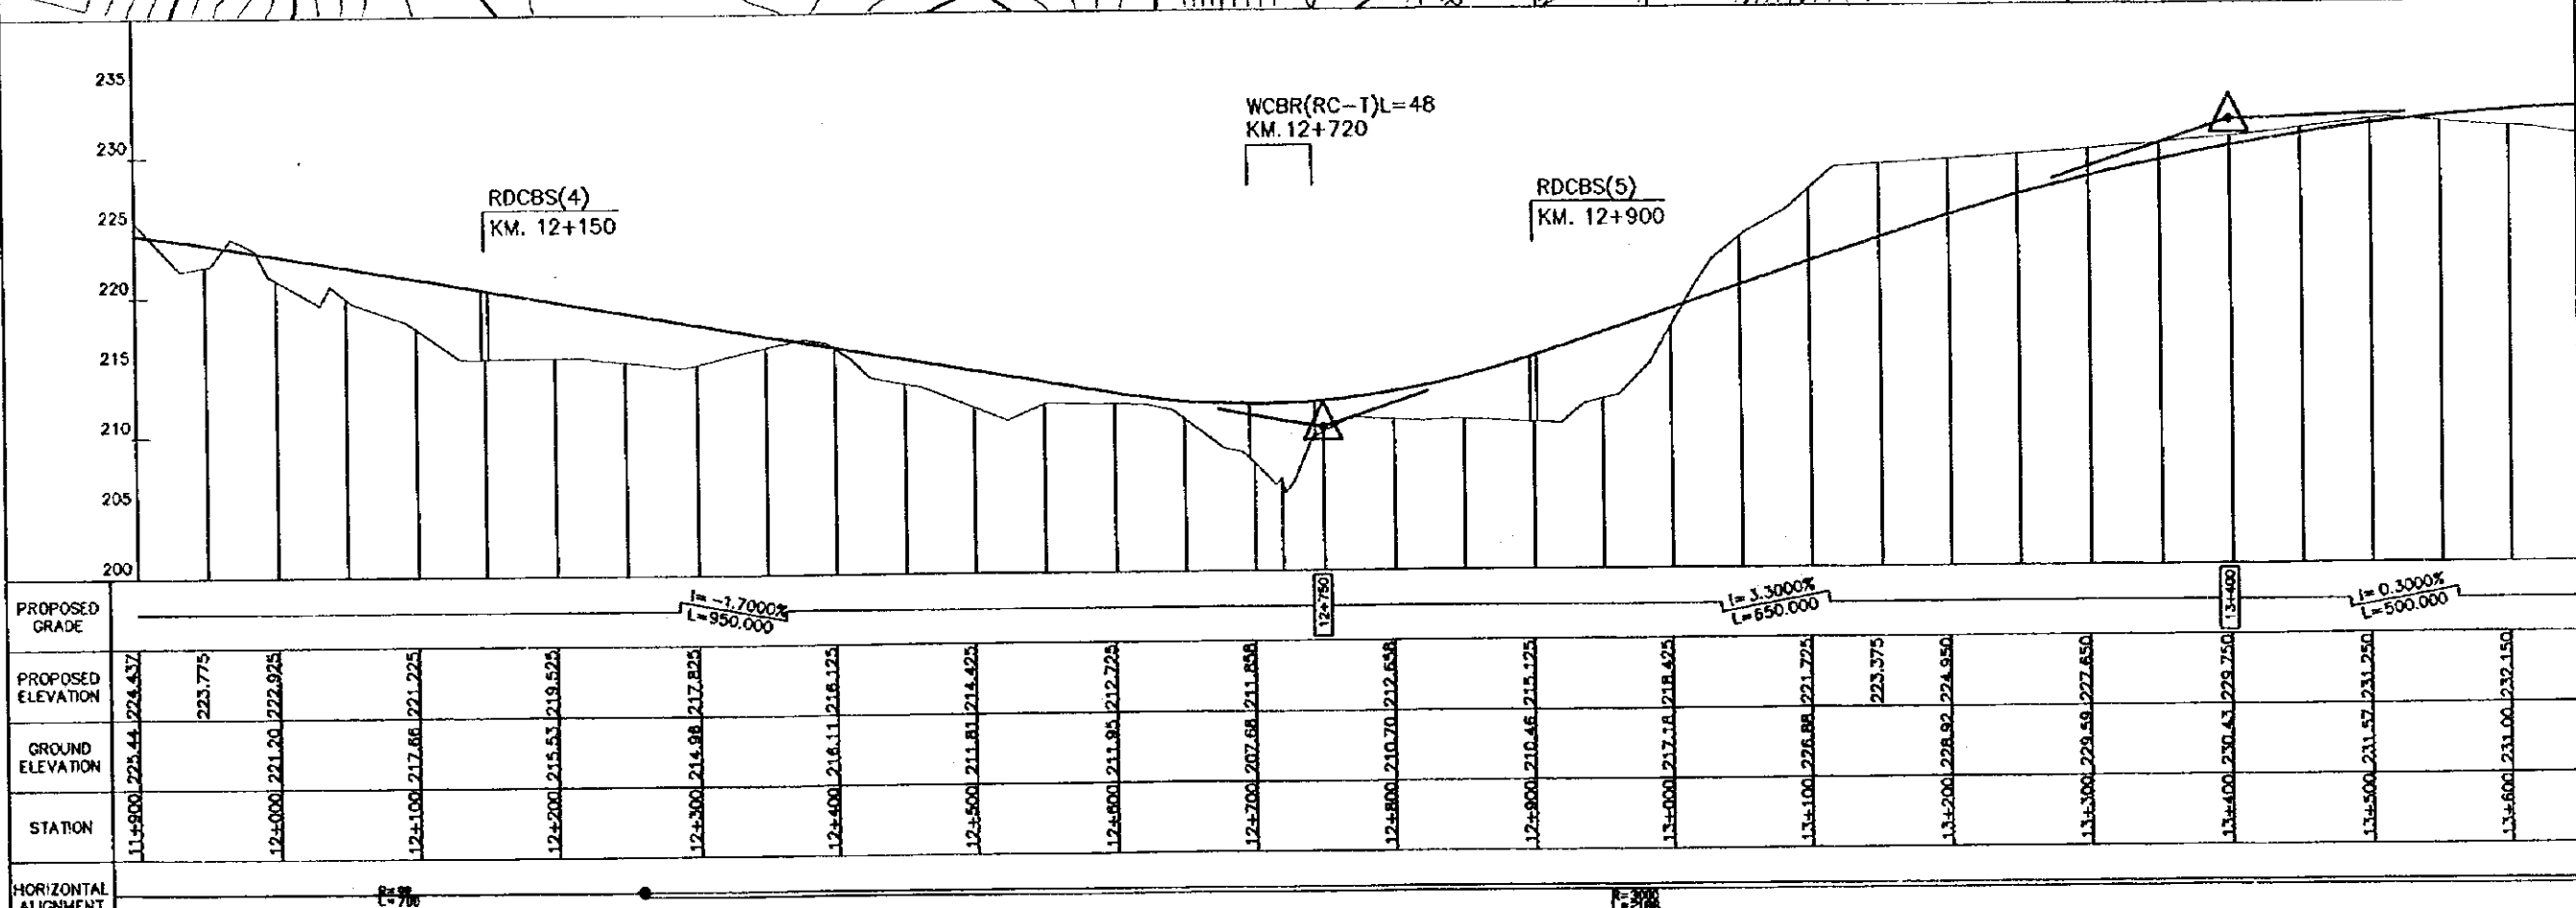 235
230
225
220
215
210
205
200
RDCBS(4)
KM. 12+150
WCBR(RC-T)L=48
KM. 12+720
RDCBS(5)
KM. 12+900
PROPOSED GRADE
I= -1.7000%
L=950.000
12+750
I= 3.3000%
L=650.000
13+400
I= 0.3000%
L=500.000
PROPOSED ELEVATION
224.437 223.775 222.925 221.225 219.525 217.825 216.125 214.425 212.725 211.858 212.658 215.125 218.425 221.725 223.375 224.950 227.650 229.750 231.250 232.150
GROUND ELEVATION
225.44 221.20 217.66 215.53 214.98 216.11 211.81 211.95 207.68 210.70 210.46 217.18 226.88 228.92 229.59 230.43 231.57 231.00
STATION
11+900 12+000 12+100 12+200 12+300 12+400 12+500 12+600 12+700 12+800 12+900 13+000 13+100 13+200 13+300 13+400 13+500 13+600
HORIZONTAL ALIGNMENT